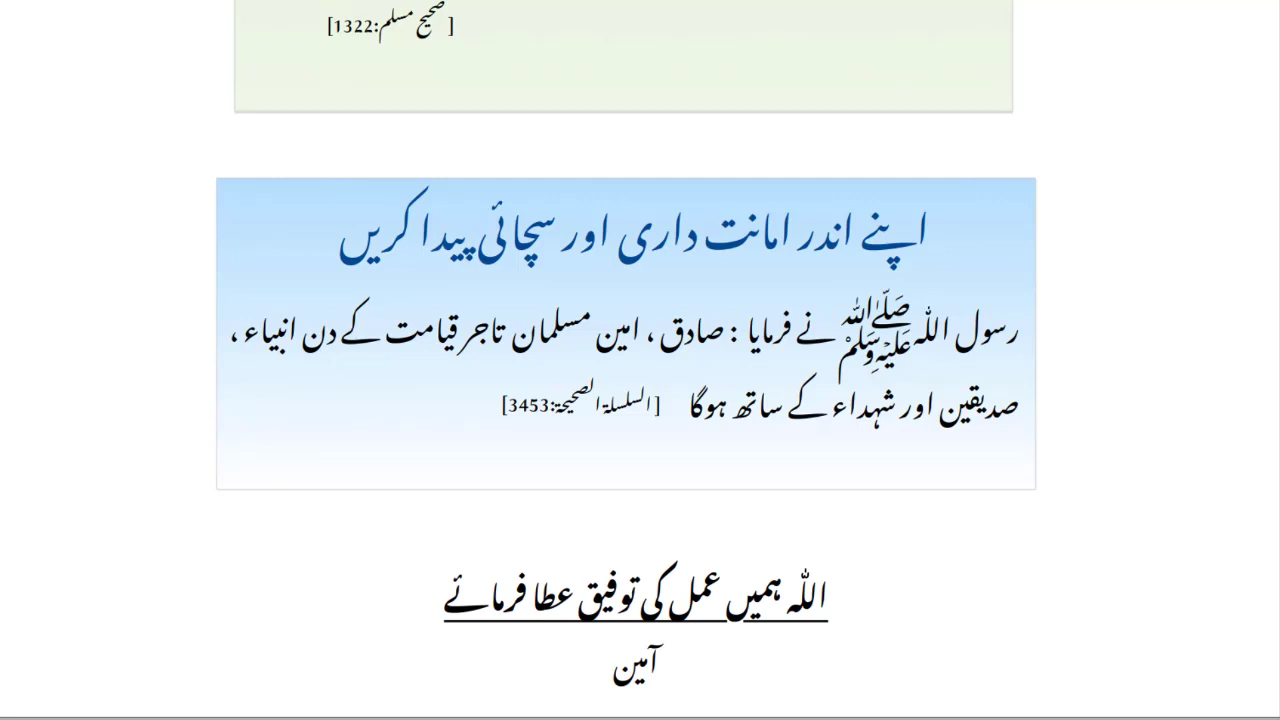 [صحیح مسلم:1322]
اپنے اندر امانت داری اور سچائی پیدا کریں
رسول اللہ ﷺ نے فرمایا : صادق ، امین مسلمان تاجر قیامت کے دن انبیاء ،
صدیقین اور شہداء کے ساتھ ہوگا [السلسلۃ الصحیحۃ:3453]
اللہ ہمیں عمل کی توفیق عطا فرمائے
آمین